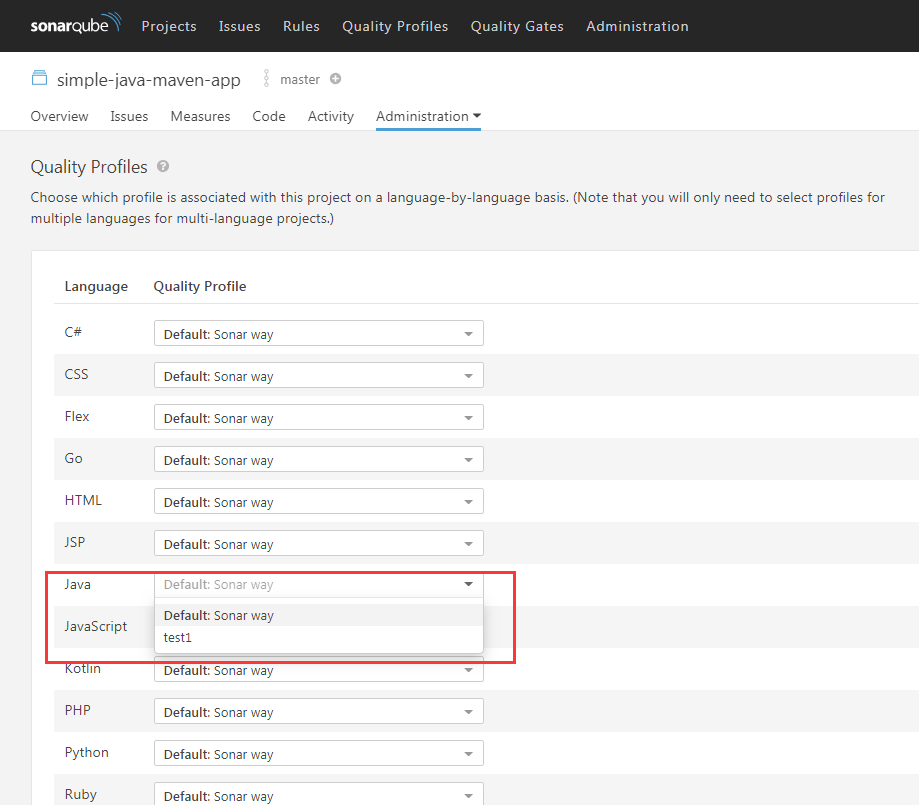 sonarqube Projects Issues Rules Quality Profiles Quality Gates Administration
simple-java-maven-app master
Overview Issues Measures Code Activity Administration
Quality Profiles
Choose which profile is associated with this project on a language-by-language basis. (Note that you will only need to select profiles for
multiple languages for multi-language projects.)
Language Quality Profile
C# Default: Sonar way
CSS Default: Sonar way
Flex Default: Sonar way
Go Default: Sonar way
HTML Default: Sonar way
JSP Default: Sonar way
Java Default: Sonar way
Default: Sonar way
JavaScript
test1
Kotlin Default: Sonar way
PHP Default: Sonar way
Python Default: Sonar way
Ruby Default: Sonar way